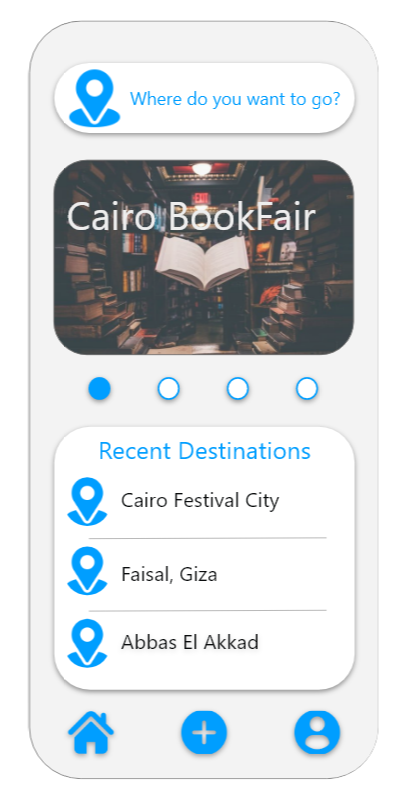 Where do you want to go?
Cairo BookFair
Recent Destinations
Cairo Festival City
Faisal, Giza
Abbas El Akkad